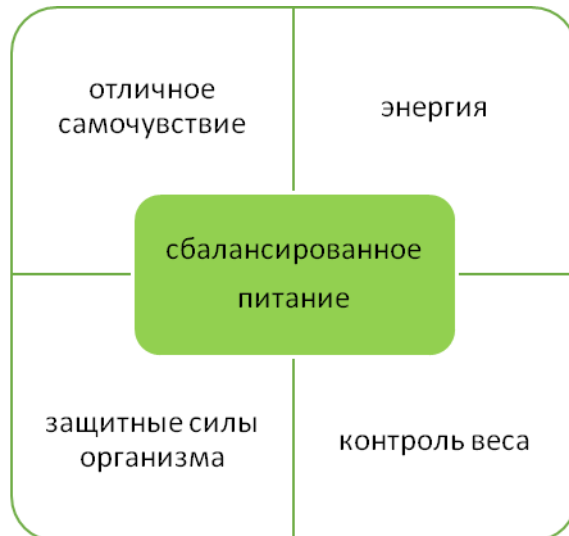 отличное
самочувствие
энергия
сбалансированное
питание
защитные силы
организма
контроль веса